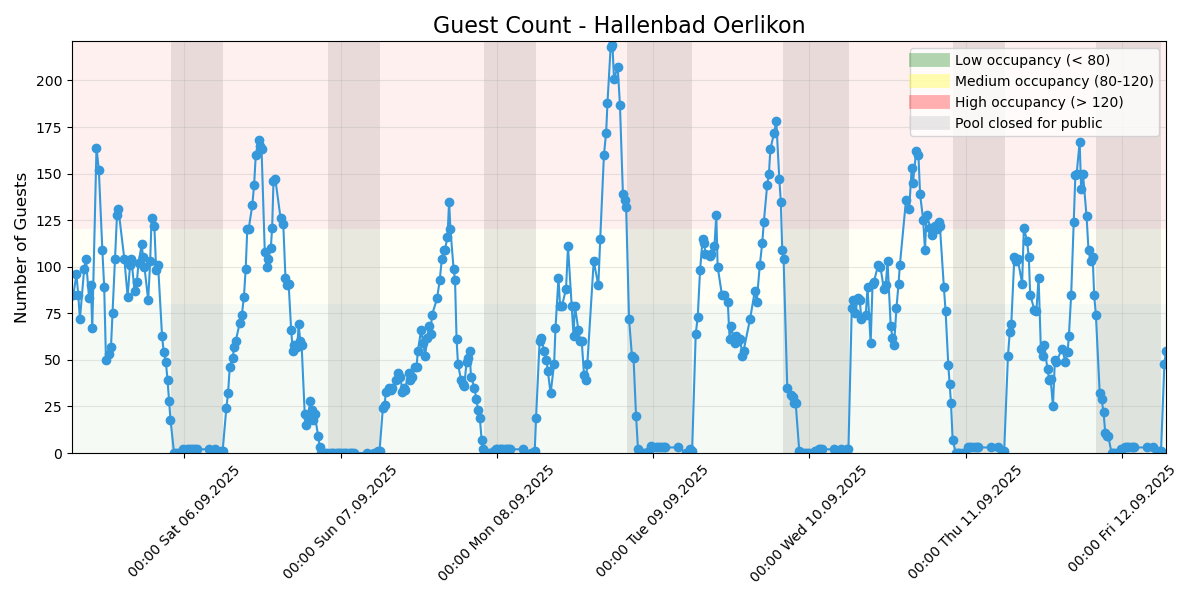 Guest Count - Hallenbad Oerlikon
Number of Guests
200
175
150
125
100
75
50
25
0
Low occupancy (< 80)
Medium occupancy (80-120)
High occupancy (> 120)
Pool closed for public
00:00 Sat 06.09.2025
00:00 Sun 07.09.2025
00:00 Mon 08.09.2025
00:00 Tue 09.09.2025
00:00 Wed 10.09.2025
00:00 Thu 11.09.2025
00:00 Fri 12.09.2025